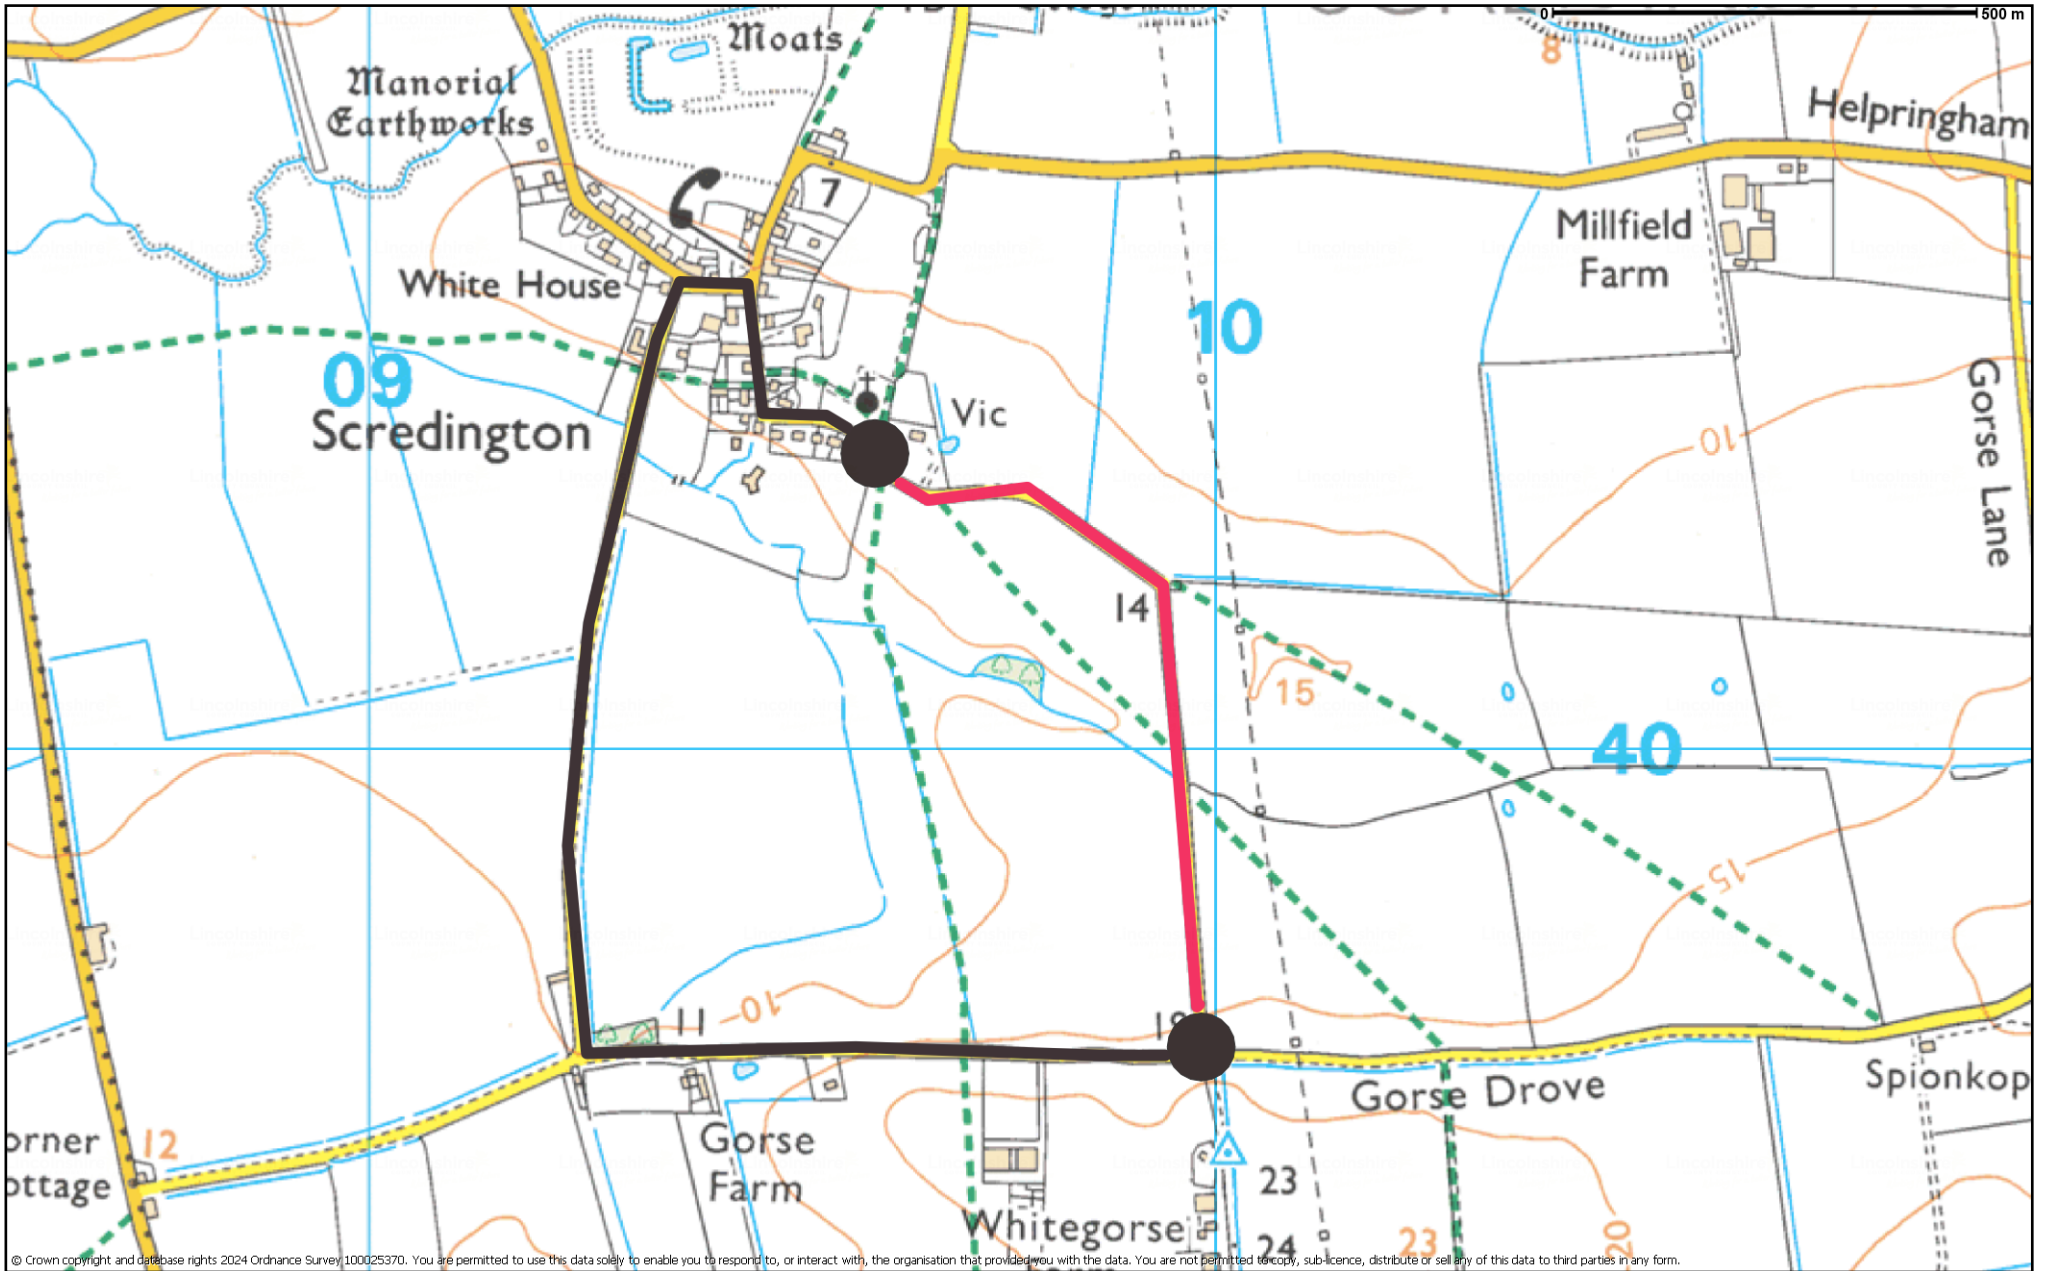 0
500 m
Moats
8
Manorial
Earthworks
Helpringham
7
Millfield
Farm
White House
10
09
Scredington
Vic
10
Gorse Lane
14
15
40
15
11
10
Gorse Drove
Spionkop
orner
ottage
12
Gorse
Farm
23
Whitegorse
24
23
20
© Crown copyright and database rights 2024 Ordnance Survey 100025370. You are permitted to use this data solely to enable you to respond to, or interact with, the organisation that provided you with the data. You are not permitted to copy, sub-licence, distribute or sell any of this data to third parties in any form.